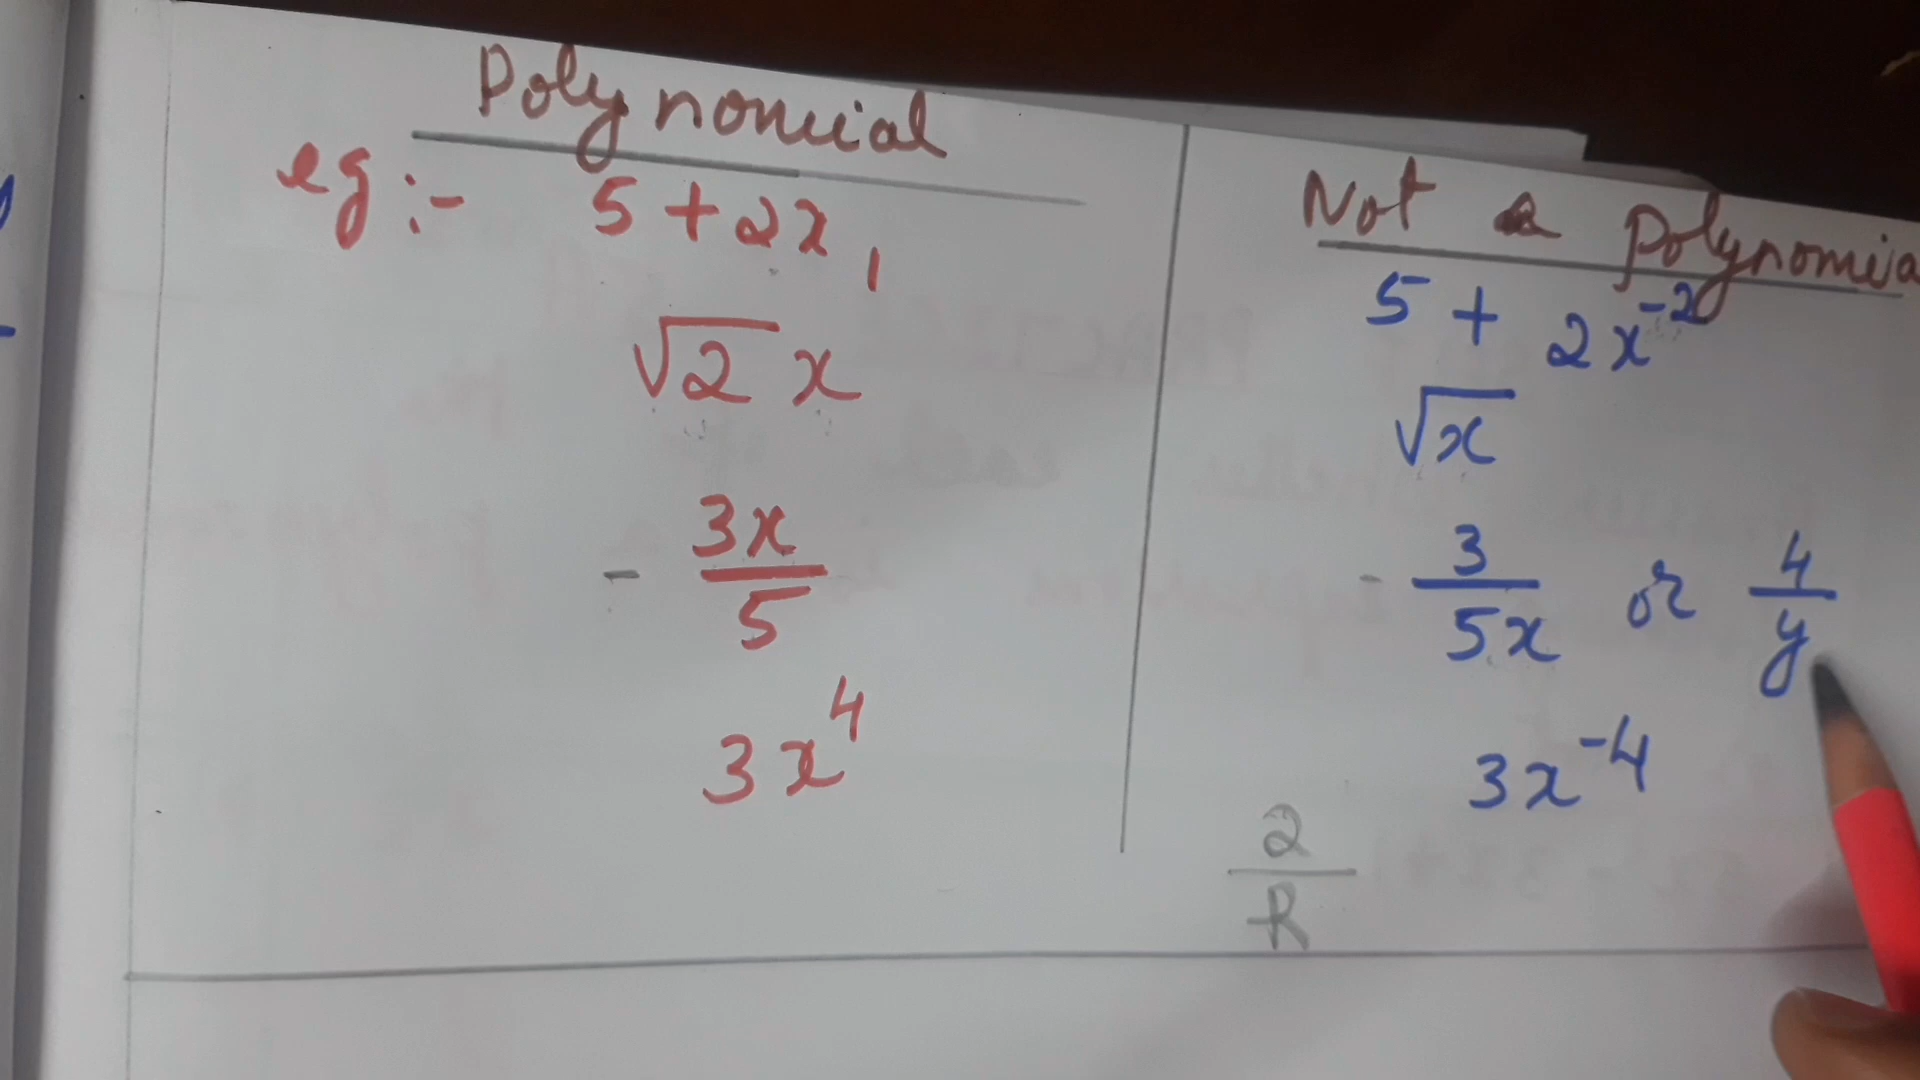 Polynomial
eg:- 5 + 2x,
√2 x
- 3x/5
3x⁴
Not a Polynomia
5 + 2x⁻²
√x
- 3/5x or 4/y
3x⁻⁴
2/R